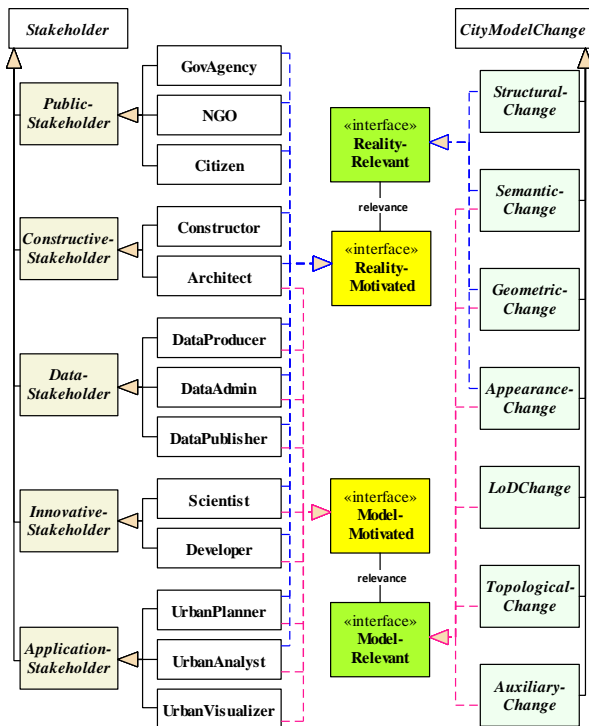 Stakeholder
CityModelChange
Public-
Stakeholder
GovAgency
NGO
Citizen
Constructive-
Stakeholder
Constructor
Architect
Data-
Stakeholder
DataProducer
DataAdmin
DataPublisher
Innovative-
Stakeholder
Scientist
Developer
Application-
Stakeholder
UrbanPlanner
UrbanAnalyst
UrbanVisualizer
«interface»
Reality-
Relevant
relevance
«interface»
Reality-
Motivated
«interface»
Model-
Motivated
relevance
«interface»
Model-
Relevant
Structural-
Change
Semantic-
Change
Geometric-
Change
Appearance-
Change
LoDChange
Topological-
Change
Auxiliary-
Change